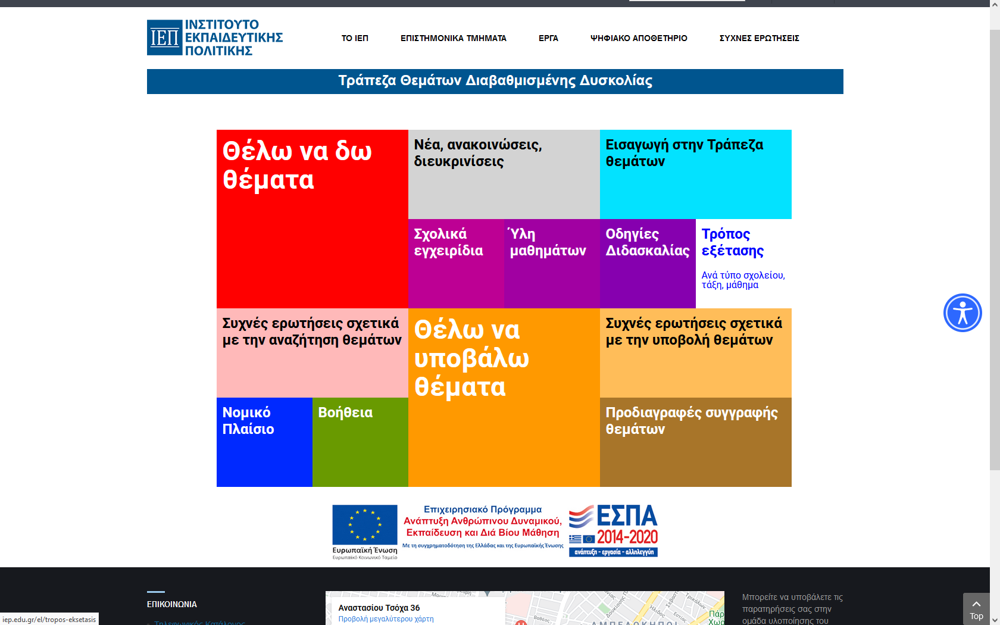 ΙΕΠ
ΙΝΣΤΙΤΟΥΤΟ
ΕΚΠΑΙΔΕΥΤΙΚΗΣ
ΠΟΛΙΤΙΚΗΣ
ΤΟ ΙΕΠ
ΕΠΙΣΤΗΜΟΝΙΚΑ ΤΜΗΜΑΤΑ
ΕΡΓΑ
ΨΗΦΙΑΚΟ ΑΠΟΘΕΤΗΡΙΟ
ΣΥΧΝΕΣ ΕΡΩΤΗΣΕΙΣ
Τράπεζα Θεμάτων Διαβαθμισμένης Δυσκολίας
Θέλω να δω
θέματα
Νέα, ανακοινώσεις,
διευκρινίσεις
Εισαγωγή στην Τράπεζα
θεμάτων
Σχολικά
εγχειρίδια
Ύλη
μαθημάτων
Οδηγίες
Διδασκαλίας
Τρόπος
εξέτασης
Ανά τύπο σχολείου,
τάξη, μάθημα
Συχνές ερωτήσεις σχετικά
με την αναζήτηση θεμάτων
Θέλω να
υποβάλω
θέματα
Συχνές ερωτήσεις σχετικά
με την υποβολή θεμάτων
Νομικό
Πλαίσιο
Βοήθεια
Προδιαγραφές συγγραφής
θεμάτων
Ευρωπαϊκή Ένωση
Ευρωπαϊκό Κοινωνικό Ταμείο
Επιχειρησιακό Πρόγραμμα
Ανάπτυξη Ανθρώπινου Δυναμικού,
Εκπαίδευση και Διά Βίου Μάθηση
Με τη συγχρηματοδότηση της Ελλάδας και της Ευρωπαϊκής Ένωσης
ΕΣΠΑ
2014-2020
ανάπτυξη - εργασία - αλληλεγγύη
ΕΠΙΚΟΙΝΩΝΙΑ
Τηλεφωνικός Κατάλογος
Αναστασίου Τσόχα 36
Προβολή μεγαλύτερου χάρτη
ΑΜΠΕΛΟΚΗΠΟΙ
Τρικάλων
Ηλίδος
Πάρ
Χωρ
Μπορείτε να υποβάλετε τις
παρατηρήσεις σας στην
ομάδα υλοποίησης του
Top
iep.edu.gr/el/tropos-eksetasis